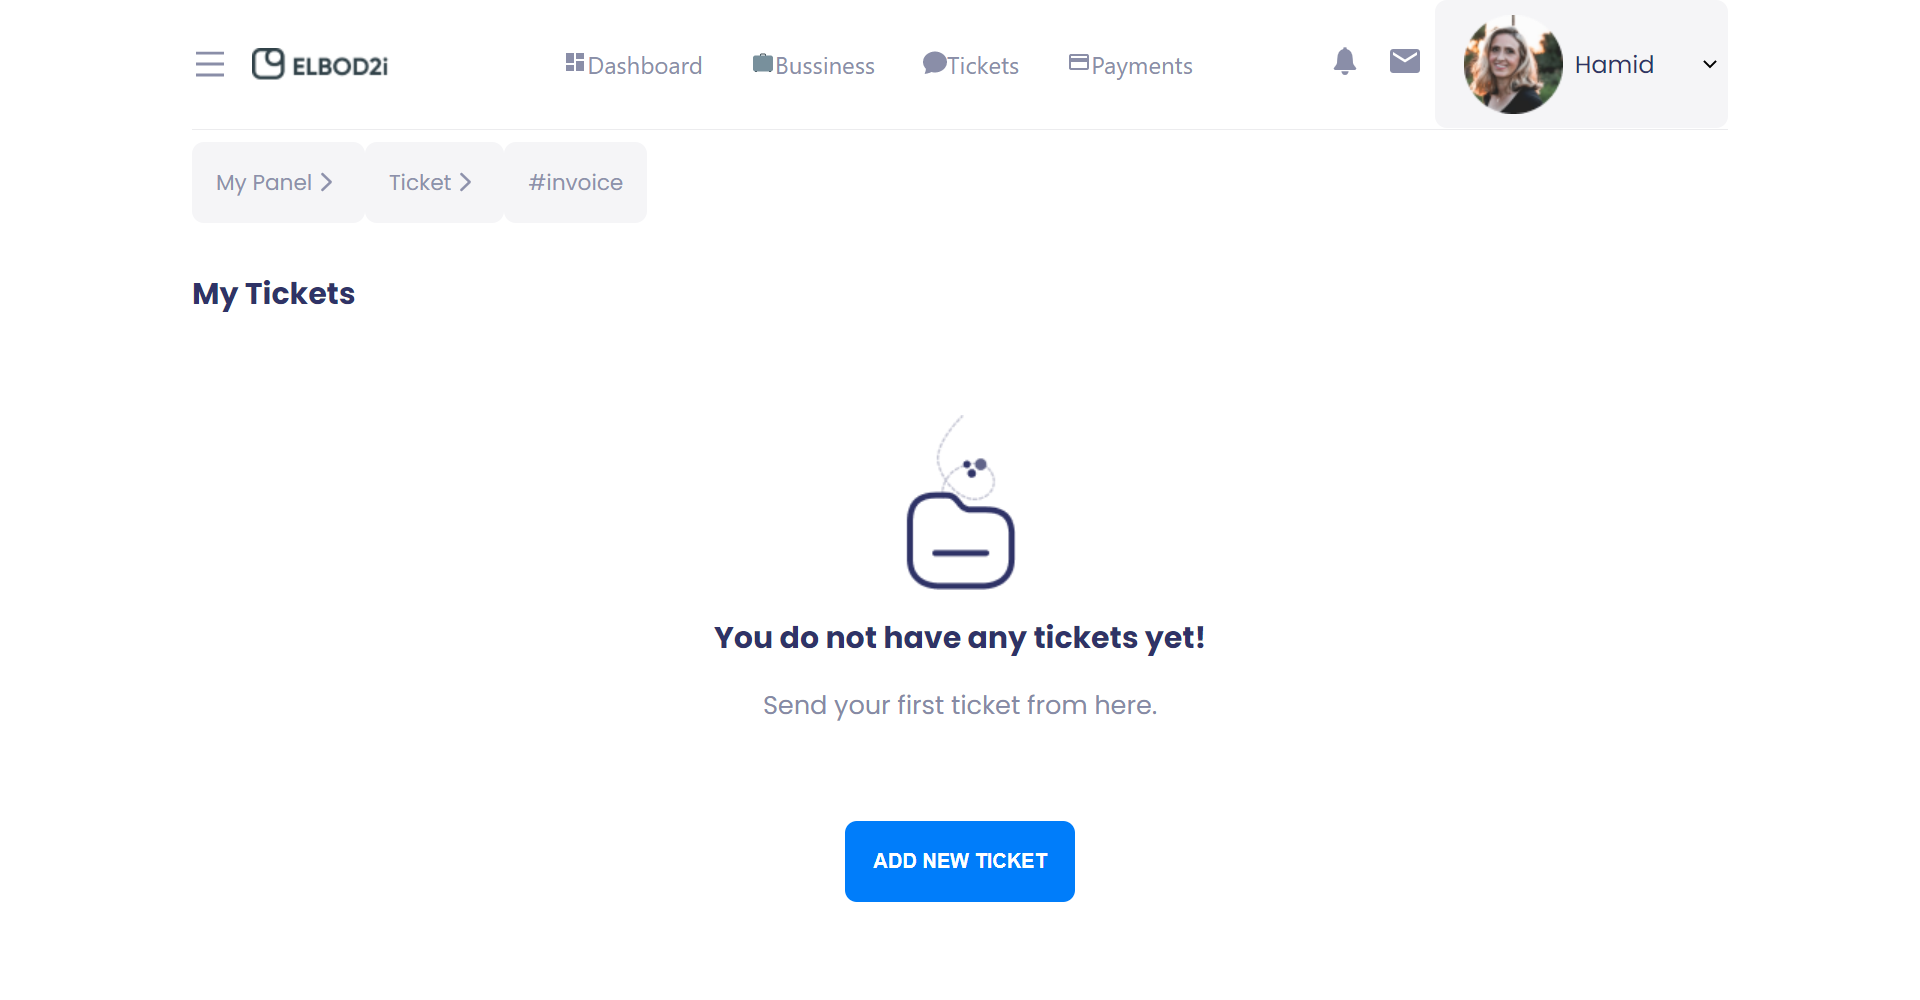 ELBOD2i
Dashboard
Bussiness
Tickets
Payments
Hamid
My Panel
Ticket
#invoice
My Tickets
You do not have any tickets yet!
Send your first ticket from here.
ADD NEW TICKET